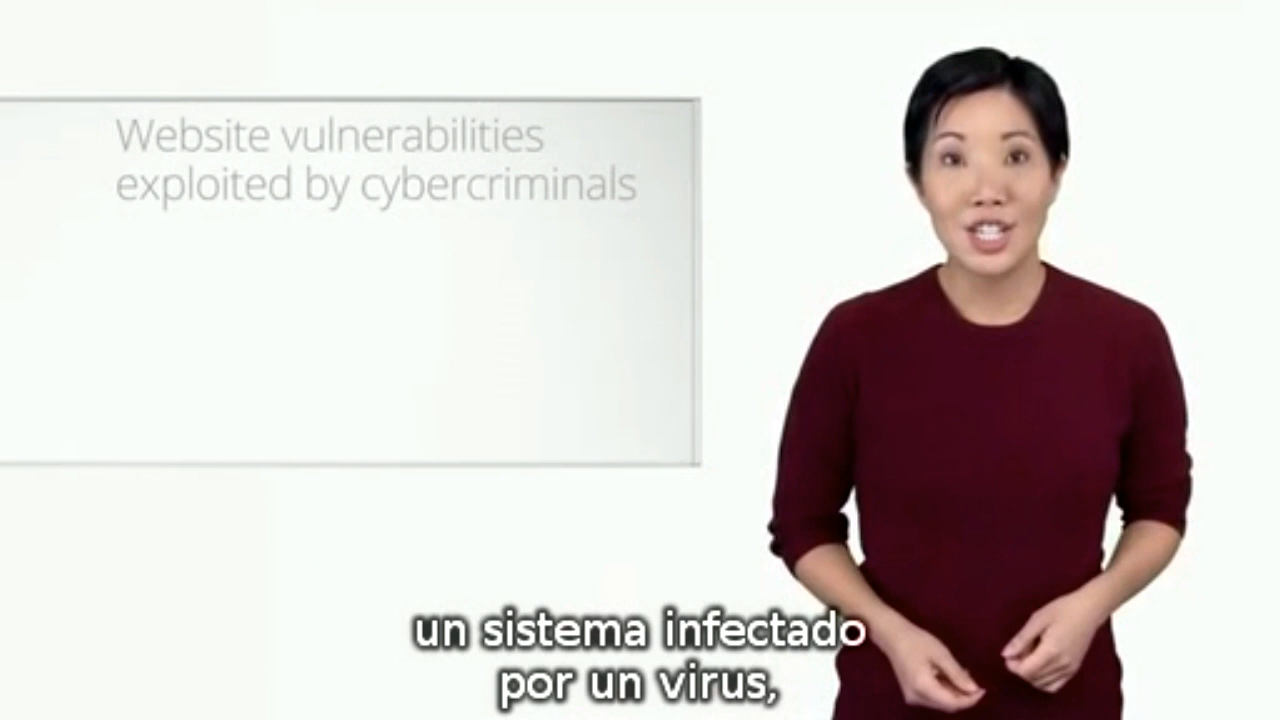 Website vulnerabilities
exploited by cybercriminals
un sistema infectado
por un virus,